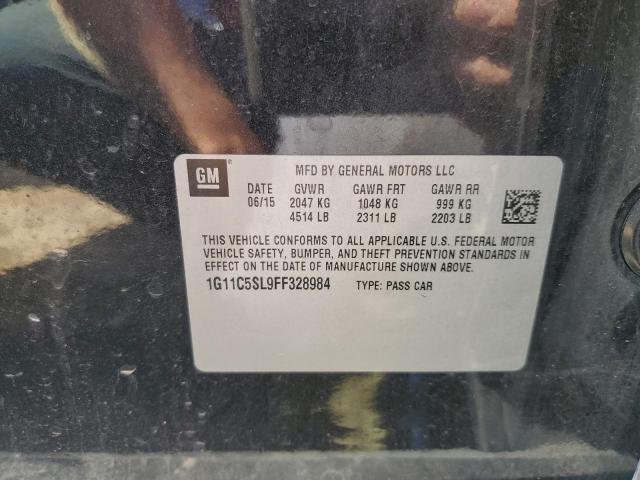 GM ®
MFD BY GENERAL MOTORS LLC
DATE GVWR GAWR FRT GAWR RR
06/15 2047 KG 1048 KG 999 KG
4514 LB 2311 LB 2203 LB
THIS VEHICLE CONFORMS TO ALL APPLICABLE U.S. FEDERAL MOTOR
VEHICLE SAFETY, BUMPER, AND THEFT PREVENTION STANDARDS IN
EFFECT ON THE DATE OF MANUFACTURE SHOWN ABOVE.
1G11C5SL9FF328984 TYPE: PASS CAR